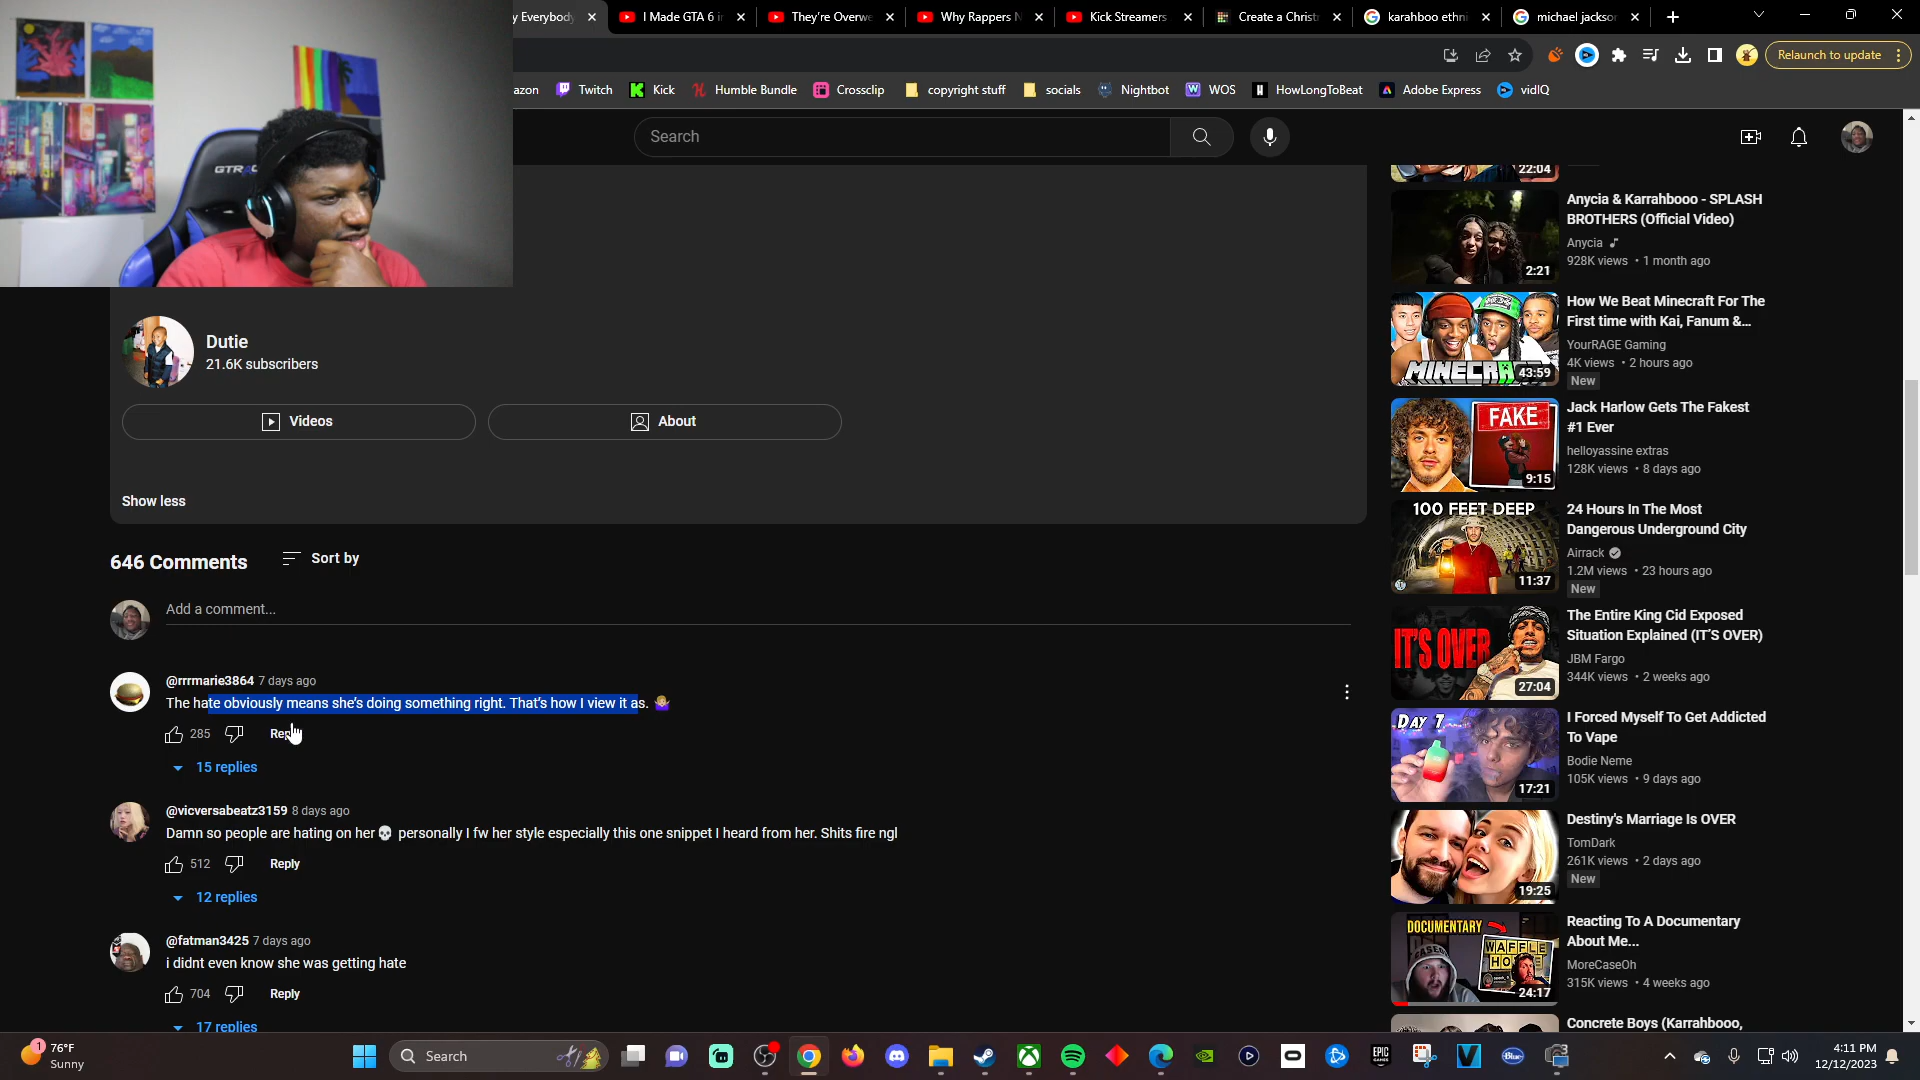 y Everybody
I Made GTA 6 i
They're Overw
Why Rappers N
Kick Streamers
Create a Christ
karahboo ethni
michael jackso
Relaunch to update
azon
Twitch
Kick
Humble Bundle
Crossclip
copyright stuff
socials
Nightbot
WOS
HowLongToBeat
Adobe Express
vidIQ
Search
GTR
Dutie
21.6K subscribers
Videos
About
Show less
646 Comments
Sort by
Add a comment...
@rrrmarie3864 7 days ago
The hate obviously means she's doing something right. That's how I view it as. 🤷🏽‍♀️
285
Reply
15 replies
@vicversabeatz3159 8 days ago
Damn so people are hating on her💀 personally I fw her style especially this one snippet I heard from her. Shits fire ngl
512
Reply
12 replies
@fatman3425 7 days ago
i didnt even know she was getting hate
704
Reply
17 replies
22:04
Anycia & Karrahbooo - SPLASH
BROTHERS (Official Video)
Anycia
928K views • 1 month ago
2:21
How We Beat Minecraft For The
First time with Kai, Fanum &...
YourRAGE Gaming
4K views • 2 hours ago
New
MINECRA
43:59
Jack Harlow Gets The Fakest
#1 Ever
helloyassine extras
128K views • 8 days ago
FAKE
9:15
24 Hours In The Most
Dangerous Underground City
Airrack
1.2M views • 23 hours ago
New
100 FEET DEEP
11:37
The Entire King Cid Exposed
Situation Explained (IT'S OVER)
JBM Fargo
344K views • 2 weeks ago
IT'S OVER
27:04
I Forced Myself To Get Addicted
To Vape
Bodie Neme
105K views • 9 days ago
DAY 7
17:21
Destiny's Marriage Is OVER
TomDark
261K views • 2 days ago
New
19:25
Reacting To A Documentary
About Me...
MoreCaseOh
315K views • 4 weeks ago
DOCUMENTARY
WAFFLE
24:17
Concrete Boys (Karrahbooo,
1
76°F
Sunny
Search
EPIC
GAMES
Blue
4:11 PM
12/12/2023